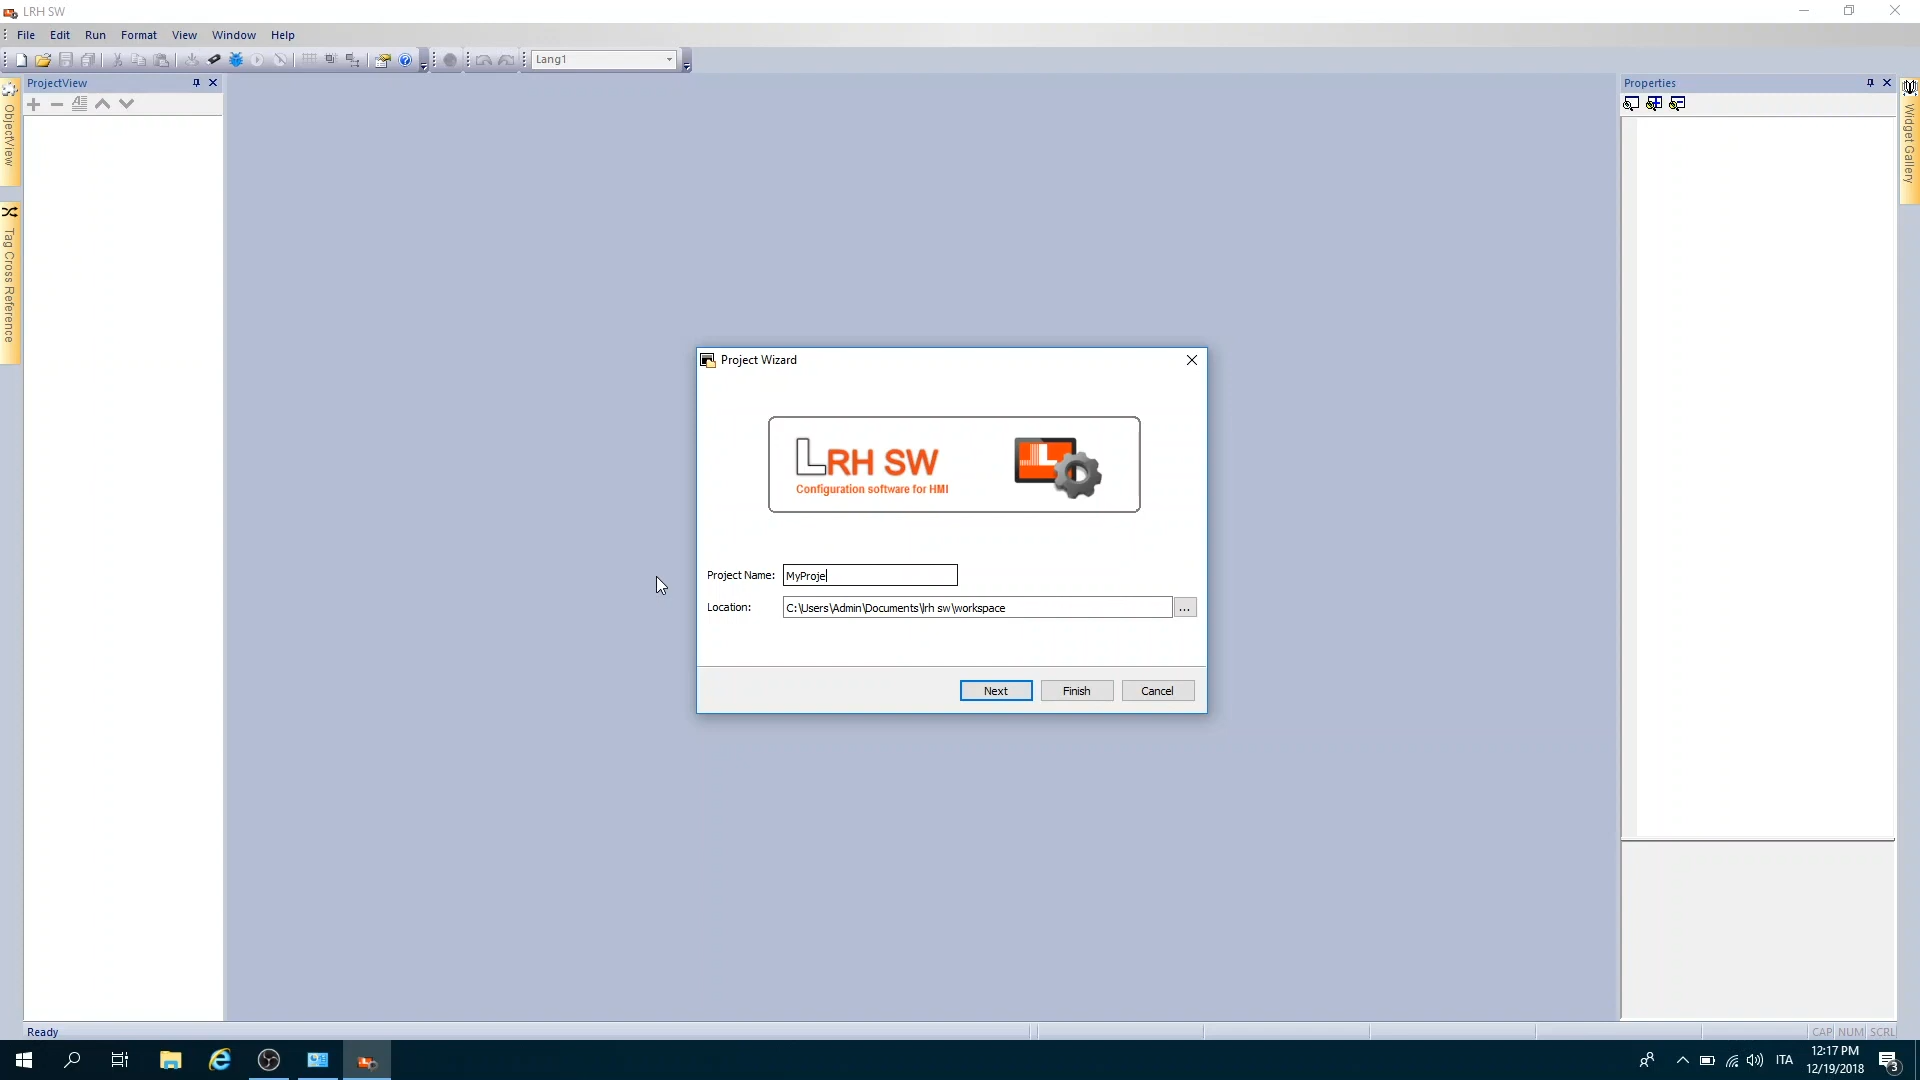 LRH SW
File Edit Run Format View Window Help
Lang1
ProjectView
Properties
ObjectView
Tag Cross Reference
Widget Gallery
Project Wizard
LRH SW
Configuration software for HMI
Project Name: MyProje
Location: C:\Users\Admin\Documents\lrh sw\workspace ...
Next Finish Cancel
Ready
CAP NUM SCRL
ITA
12:17 PM
12/19/2018
3